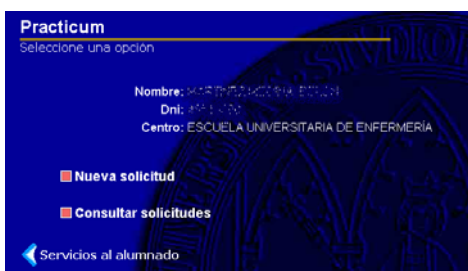 Practicum
Seleccione una opción
Nombre:
Dni:
Centro: ESCUELA UNIVERSITARIA DE ENFERMERÍA
Nueva solicitud
Consultar solicitudes
Servicios al alumnado